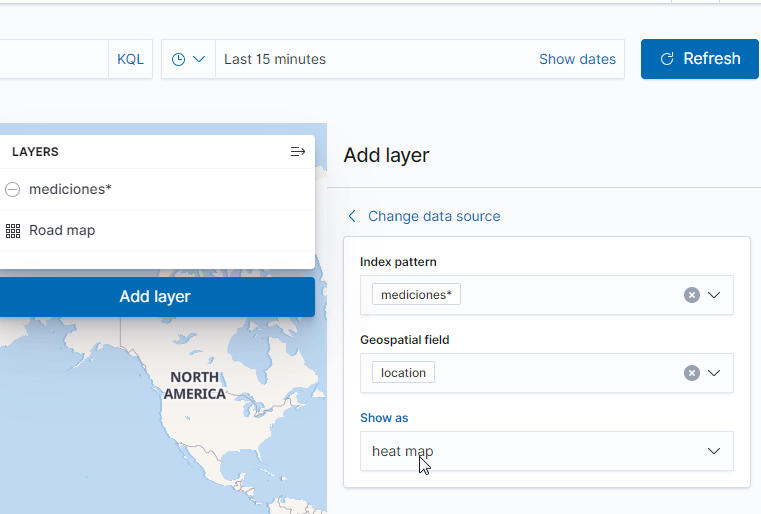 KQL
Last 15 minutes
Show dates
Refresh
LAYERS
mediciones*
Road map
Add layer
NORTH
AMERICA
Add layer
Change data source
Index pattern
mediciones*
Geospatial field
location
Show as
heat map